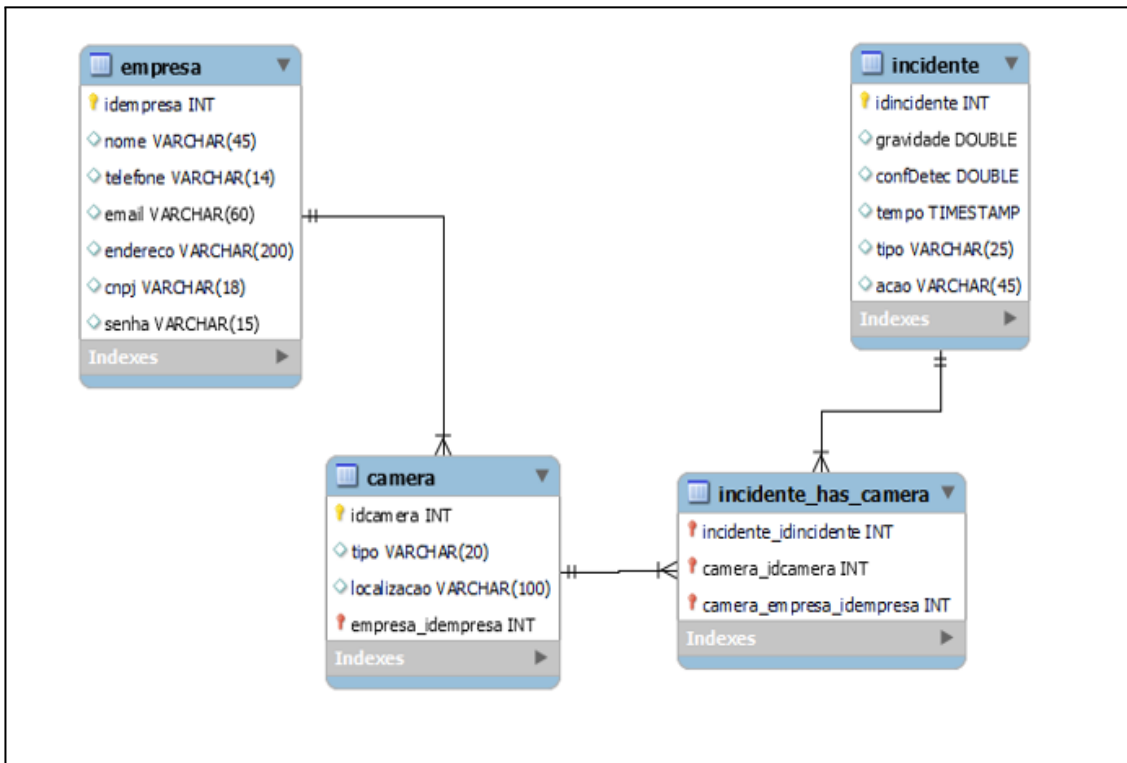 empresa
idempresa INT
nome VARCHAR(45)
telefone VARCHAR(14)
email VARCHAR(60)
endereco VARCHAR(200)
cnpj VARCHAR(18)
senha VARCHAR(15)
Indexes
incidente
idincidente INT
gravidade DOUBLE
confDetec DOUBLE
tempo TIMESTAMP
tipo VARCHAR(25)
acao VARCHAR(45)
Indexes
camera
idcamera INT
tipo VARCHAR(20)
localizacao VARCHAR(100)
empresa_idempresa INT
Indexes
incidente_has_camera
incidente_idincidente INT
camera_idcamera INT
camera_empresa_idempresa INT
Indexes